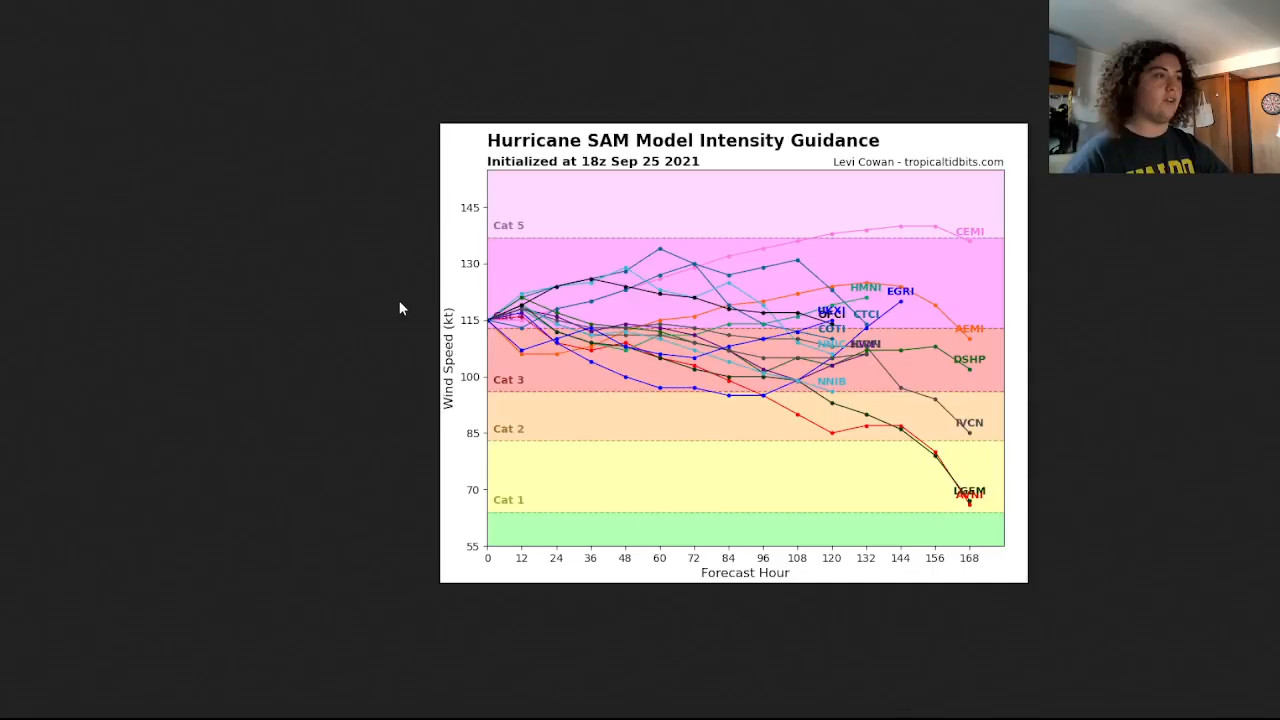 Hurricane SAM Model Intensity Guidance
Initialized at 18z Sep 25 2021
Levi Cowan - tropicaltidbits.com
145
Cat 5
CEMI
130
HMNI
EGRI
115
CTCI
COTI
AEMI
DSHP
100
Cat 3
NNIB
Wind Speed (kt)
IVCN
85
Cat 2
70
LGEM
AVNI
Cat 1
55
0 12 24 36 48 60 72 84 96 108 120 132 144 156 168
Forecast Hour